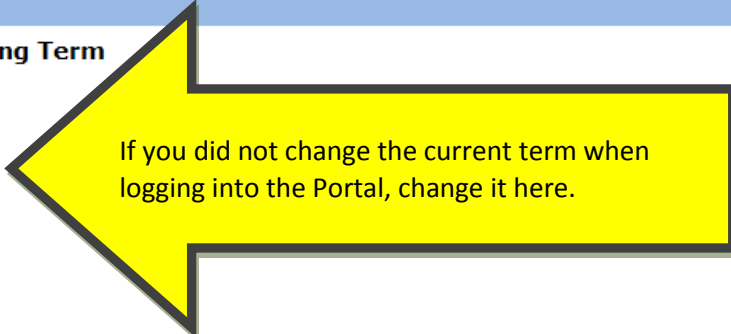 ng Term
If you did not change the current term when
logging into the Portal, change it here.